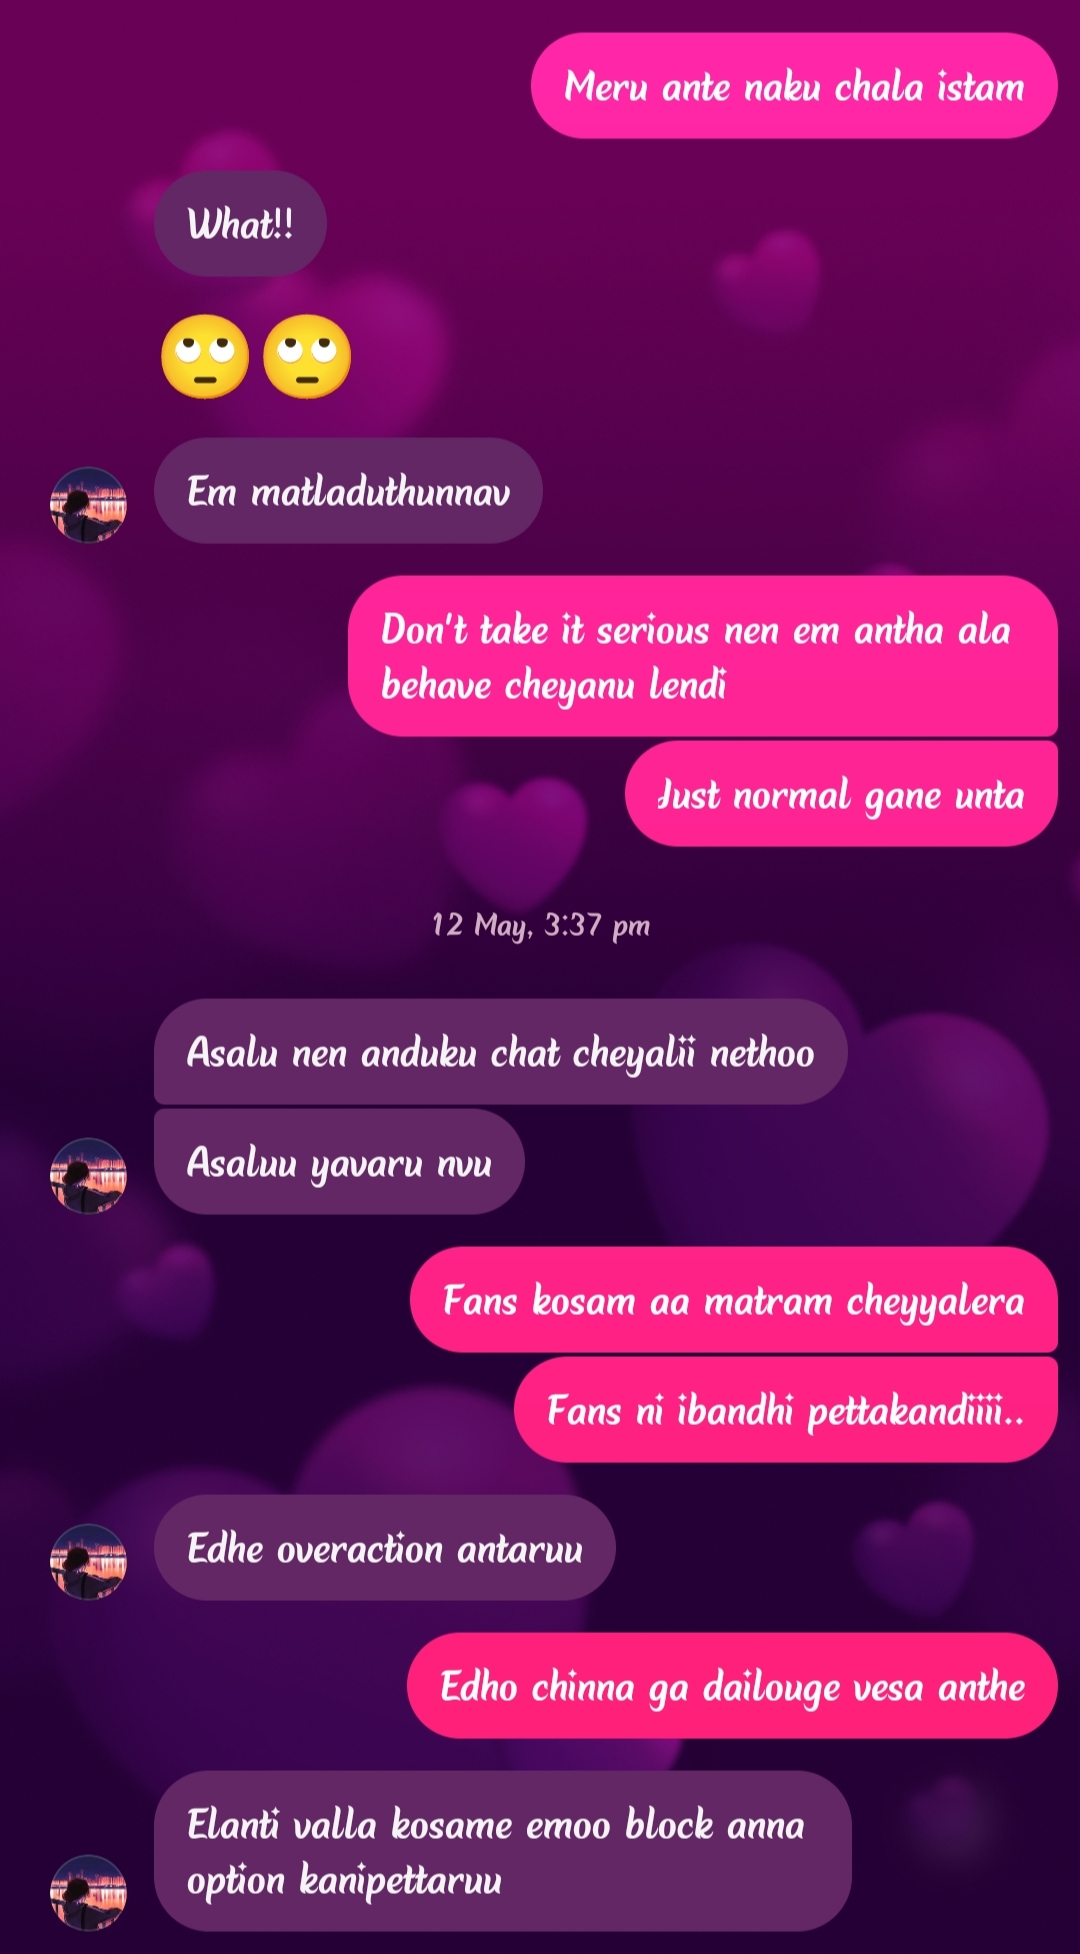 Meru ante naku chala istam
What!!
🙄🙄
Em matladuthunnav
Don't take it serious nen em antha ala
behave cheyanu lendi
Just normal gane unta
12 May, 3:37 pm
Asalu nen anduku chat cheyalii nethoo
Asaluu yavaru nvu
Fans kosam aa matram cheyyalera
Fans ni ibandhi pettakandiiii..
Edhe overaction antaruu
Edho chinna ga dailouge vesa anthe
Elanti valla kosame emoo block anna
option kanipettaruu